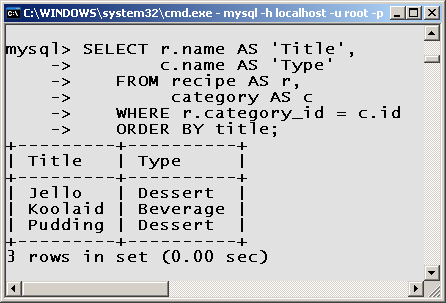 C:\WINDOWS\system32\cmd.exe - mysql -h localhost -u root -p
mysql> SELECT r.name AS 'Title',
    ->        c.name AS 'Type'
    ->    FROM recipe AS r,
    ->         category AS c
    ->    WHERE r.category_id = c.id
    ->    ORDER BY title;
+---------+----------+
| Title   | Type     |
+---------+----------+
| Jello   | Dessert  |
| Koolaid | Beverage |
| Pudding | Dessert  |
+---------+----------+
3 rows in set (0.00 sec)